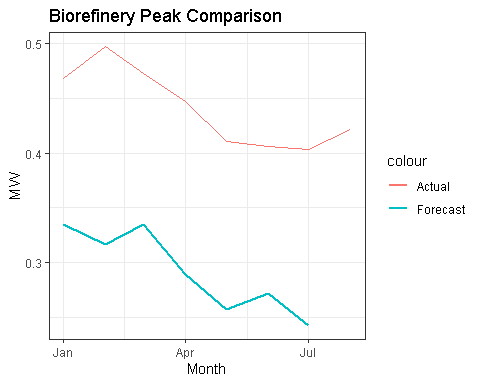 Biorefinery Peak Comparison
0.5
0.4
0.3
MW
Jan
Apr
Jul
Month
colour
Actual
Forecast